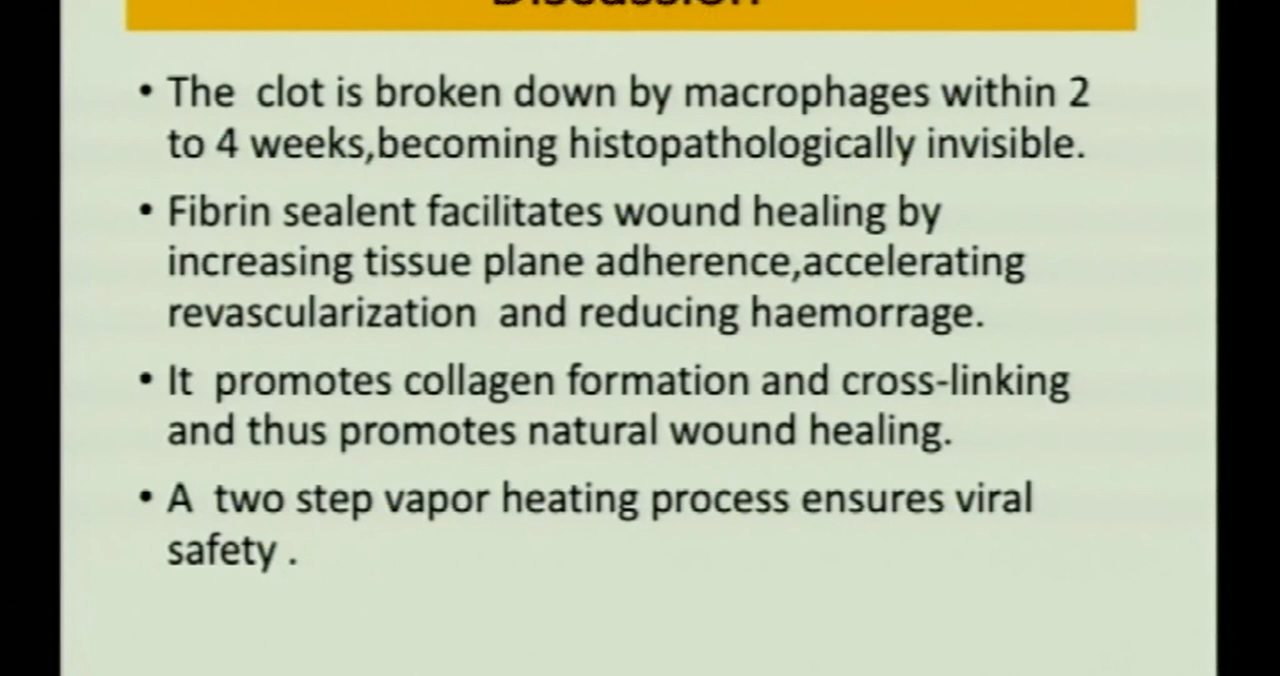 Discussion
• The clot is broken down by macrophages within 2
to 4 weeks,becoming histopathologically invisible.
• Fibrin sealent facilitates wound healing by
increasing tissue plane adherence,accelerating
revascularization and reducing haemorrage.
• It promotes collagen formation and cross-linking
and thus promotes natural wound healing.
• A two step vapor heating process ensures viral
safety .